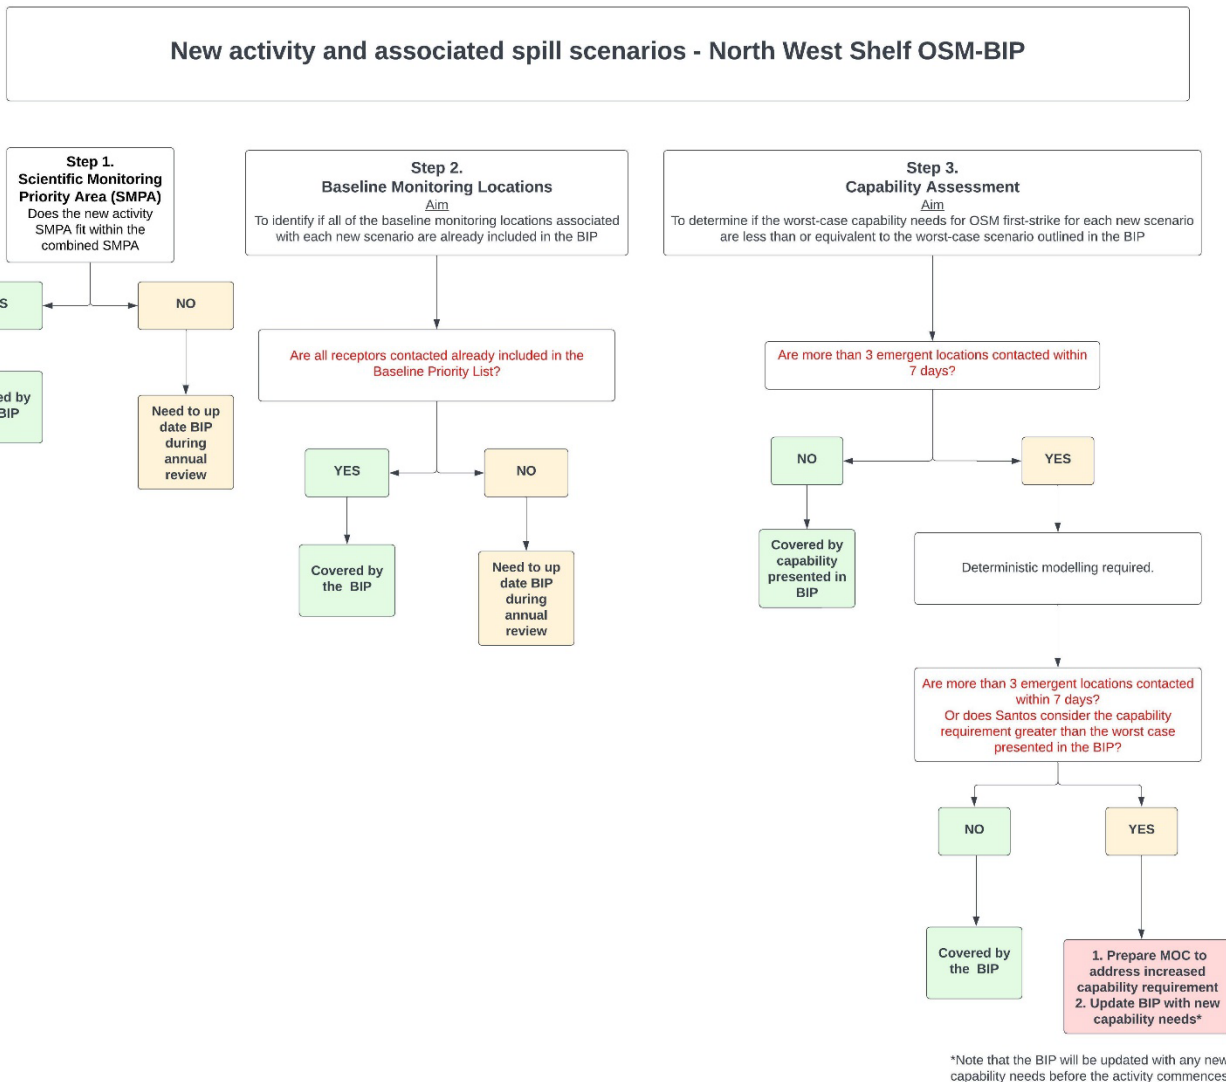 New activity and associated spill scenarios - North West Shelf OSM-BIP
Step 1.
Scientific Monitoring
Priority Area (SMPA)
Does the new activity
SMPA fit within the
combined SMPA
S
NO
ed by
BIP
Need to up
date BIP
during
annual
review
Step 2.
Baseline Monitoring Locations
Aim
To identify if all of the baseline monitoring locations associated
with each new scenario are already included in the BIP
Are all receptors contacted already included in the
Baseline Priority List?
YES
NO
Covered by
the BIP
Need to up
date BIP
during
annual
review
Step 3.
Capability Assessment
Aim
To determine if the worst-case capability needs for OSM first-strike for each new scenario
are less than or equivalent to the worst-case scenario outlined in the BIP
Are more than 3 emergent locations contacted within
7 days?
NO
YES
Covered by
capability
presented in
BIP
Deterministic modelling required.
Are more than 3 emergent locations contacted
within 7 days?
Or does Santos consider the capability
requirement greater than the worst case
presented in the BIP?
NO
YES
Covered by
the BIP
1. Prepare MOC to
address increased
capability requirement
2. Update BIP with new
capability needs*
*Note that the BIP will be updated with any new
capability needs before the activity commences